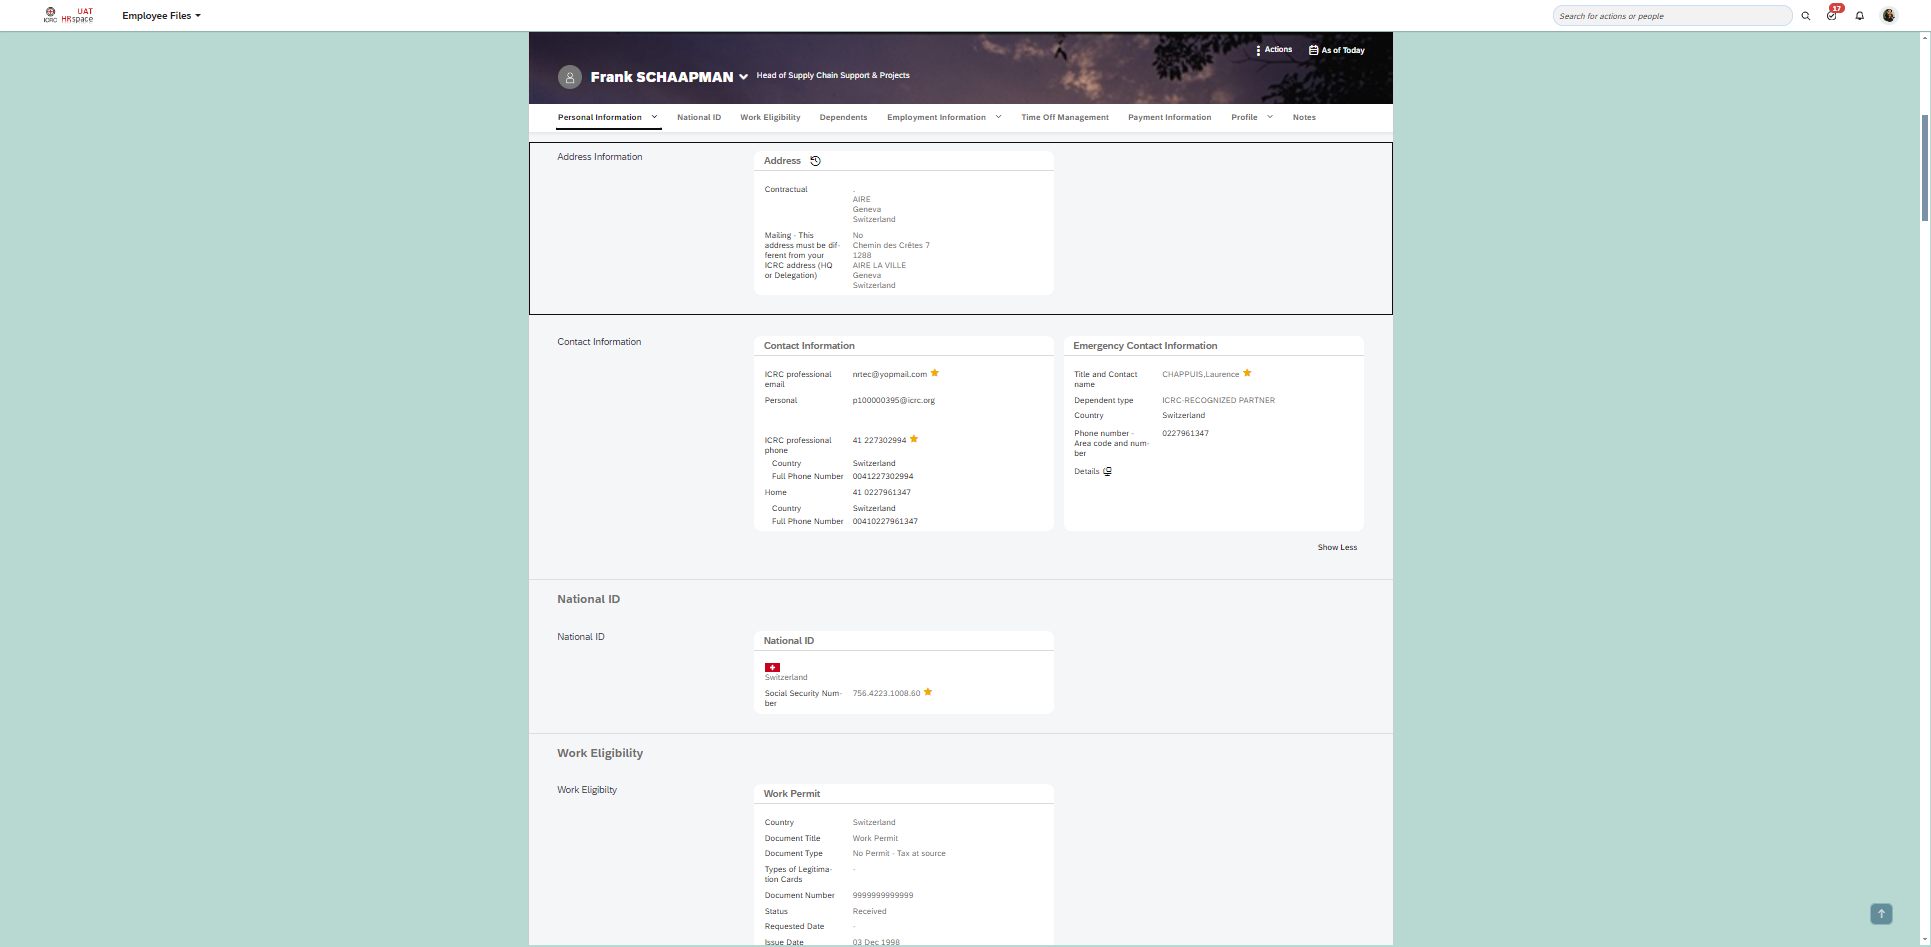 UAT
ICRC HRspace
Employee Files
Search for actions or people
17
Actions
As of Today
Frank SCHAAPMAN
Head of Supply Chain Support & Projects
Personal Information
National ID
Work Eligibility
Dependents
Employment Information
Time Off Management
Payment Information
Profile
Notes
Address Information
Address
Contractual
.
AIRE
Geneva
Switzerland
Mailing - This
address must be dif-
ferent from your
ICRC address (HQ
or Delegation)
No
Chemin des Crêtes 7
1288
AIRE LA VILLE
Geneva
Switzerland
Contact Information
Contact Information
ICRC professional
email
nrtec@yopmail.com
Personal
p100000395@icrc.org
ICRC professional
phone
41 227302994
Country
Switzerland
Full Phone Number
0041227302994
Home
41 0227961347
Country
Switzerland
Full Phone Number
00410227961347
Emergency Contact Information
Title and Contact
name
CHAPPUIS,Laurence
Dependent type
ICRC-RECOGNIZED PARTNER
Country
Switzerland
Phone number -
Area code and num-
ber
0227961347
Details
Show Less
National ID
National ID
National ID
Switzerland
Social Security Num-
ber
756.4223.1008.60
Work Eligibility
Work Eligibilty
Work Permit
Country
Switzerland
Document Title
Work Permit
Document Type
No Permit - Tax at source
Types of Legitima-
tion Cards
-
Document Number
9999999999999
Status
Received
Requested Date
-
Issue Date
03 Dec 1998